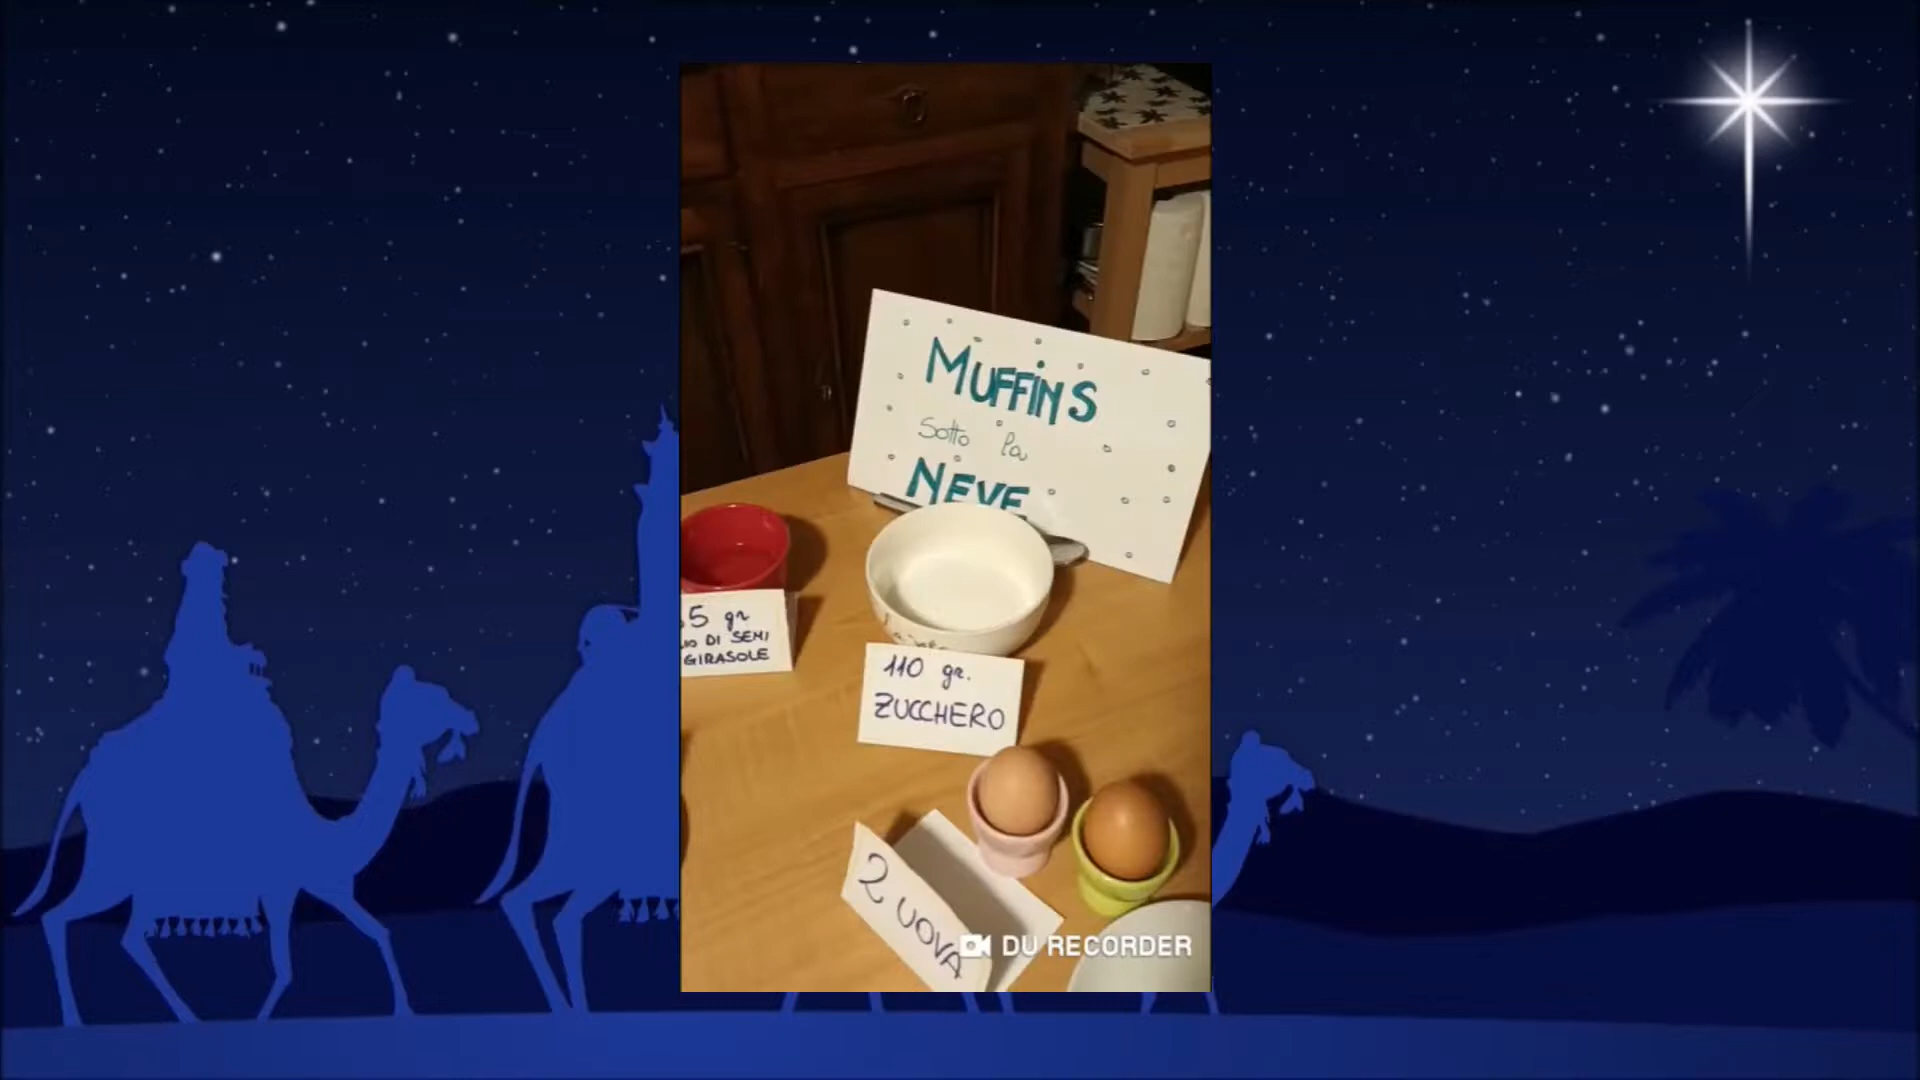 MUFFINS
Sotto la
NEVE
5 gr
DI SEMI
GIRASOLE
110 gr.
ZUCCHERO
2 UOVA
DU RECORDER